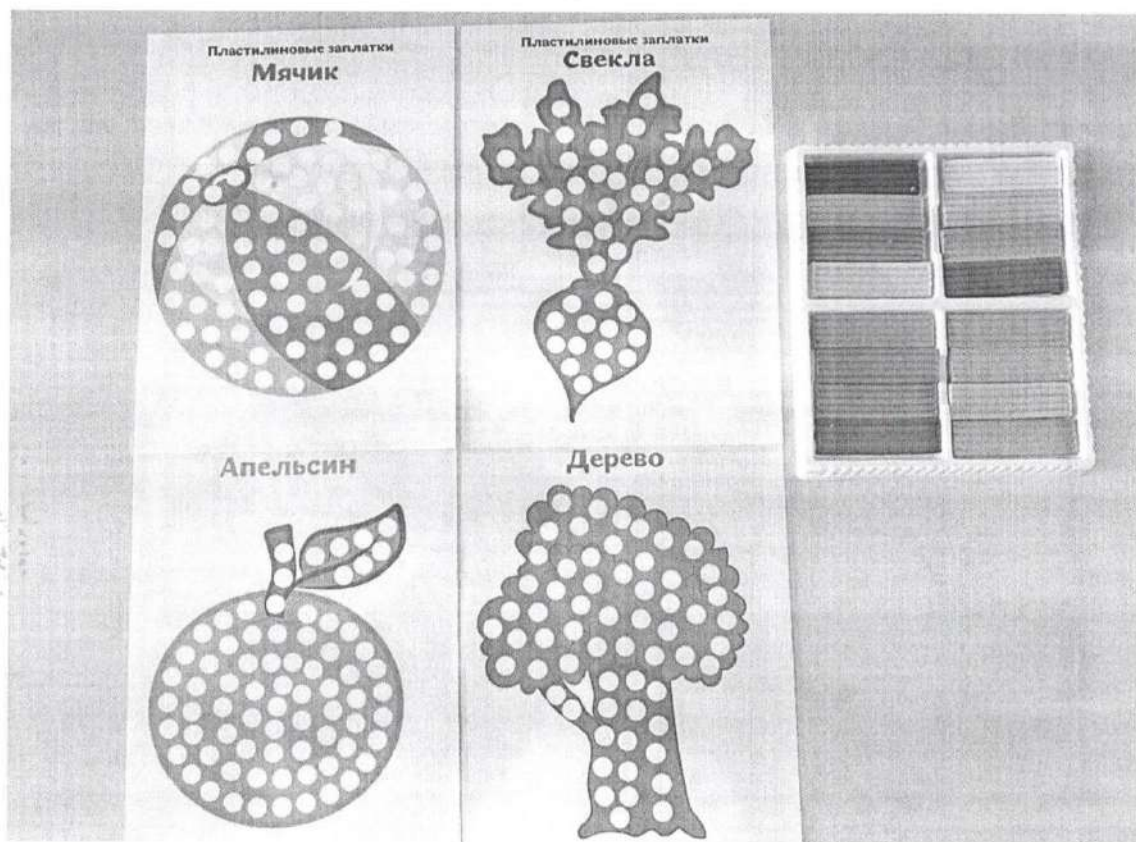 Пластилиновые заплатки
Мячик
Пластилиновые заплатки
Свекла
Апельсин
Дерево